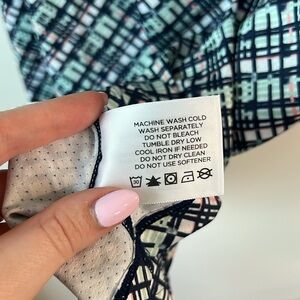 MACHINE WASH COLD
WASH SEPARATELY
DO NOT BLEACH
TUMBLE DRY LOW
COOL IRON IF NEEDED
DO NOT DRY CLEAN
DO NOT USE SOFTENER
30